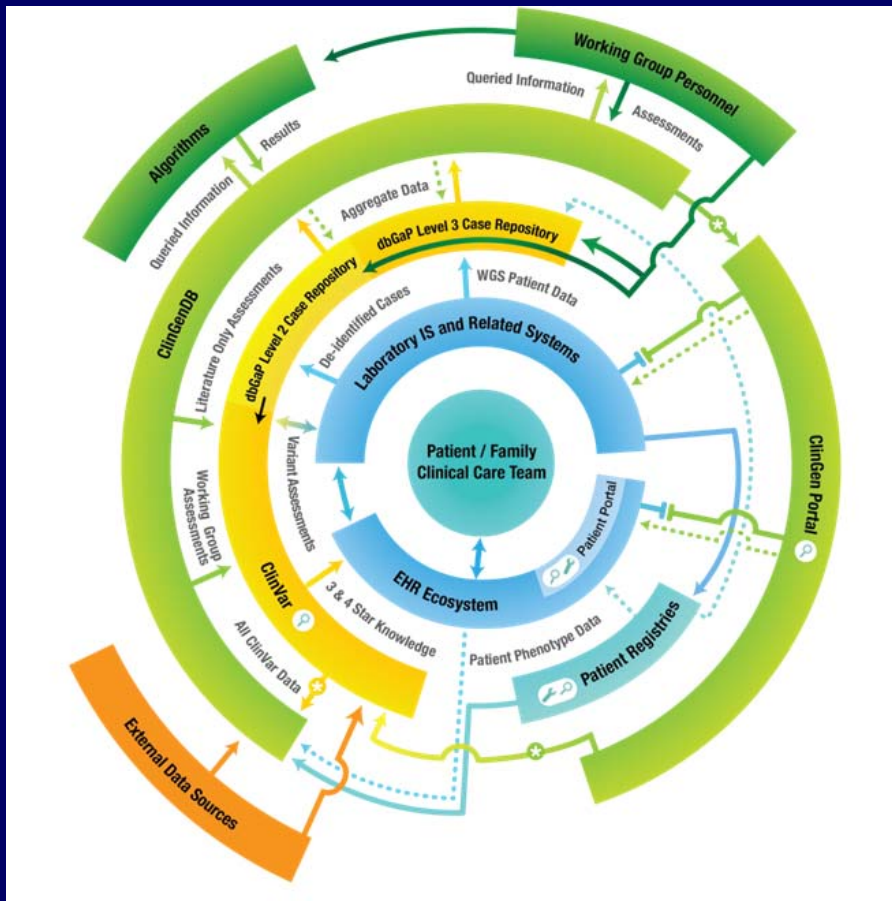 Working Group Personnel
Queried Information
Assessments
Algorithms
Results
Queried Information
Aggregate Data
dbGaP Level 3 Case Repository
dbGaP Level 2 Case Repository
ClinGenDB
Literature Only Assessments
De-identified Cases
WGS Patient Data
Laboratory IS and Related Systems
Patient / Family
Clinical Care Team
ClinGen Portal
Variant Assessments
Working Group
Assessments
Patient Portal
EHR Ecosystem
ClinVar
3 & 4 Star Knowledge
Patient Phenotype Data
Patient Registries
All ClinVar Data
External Data Sources